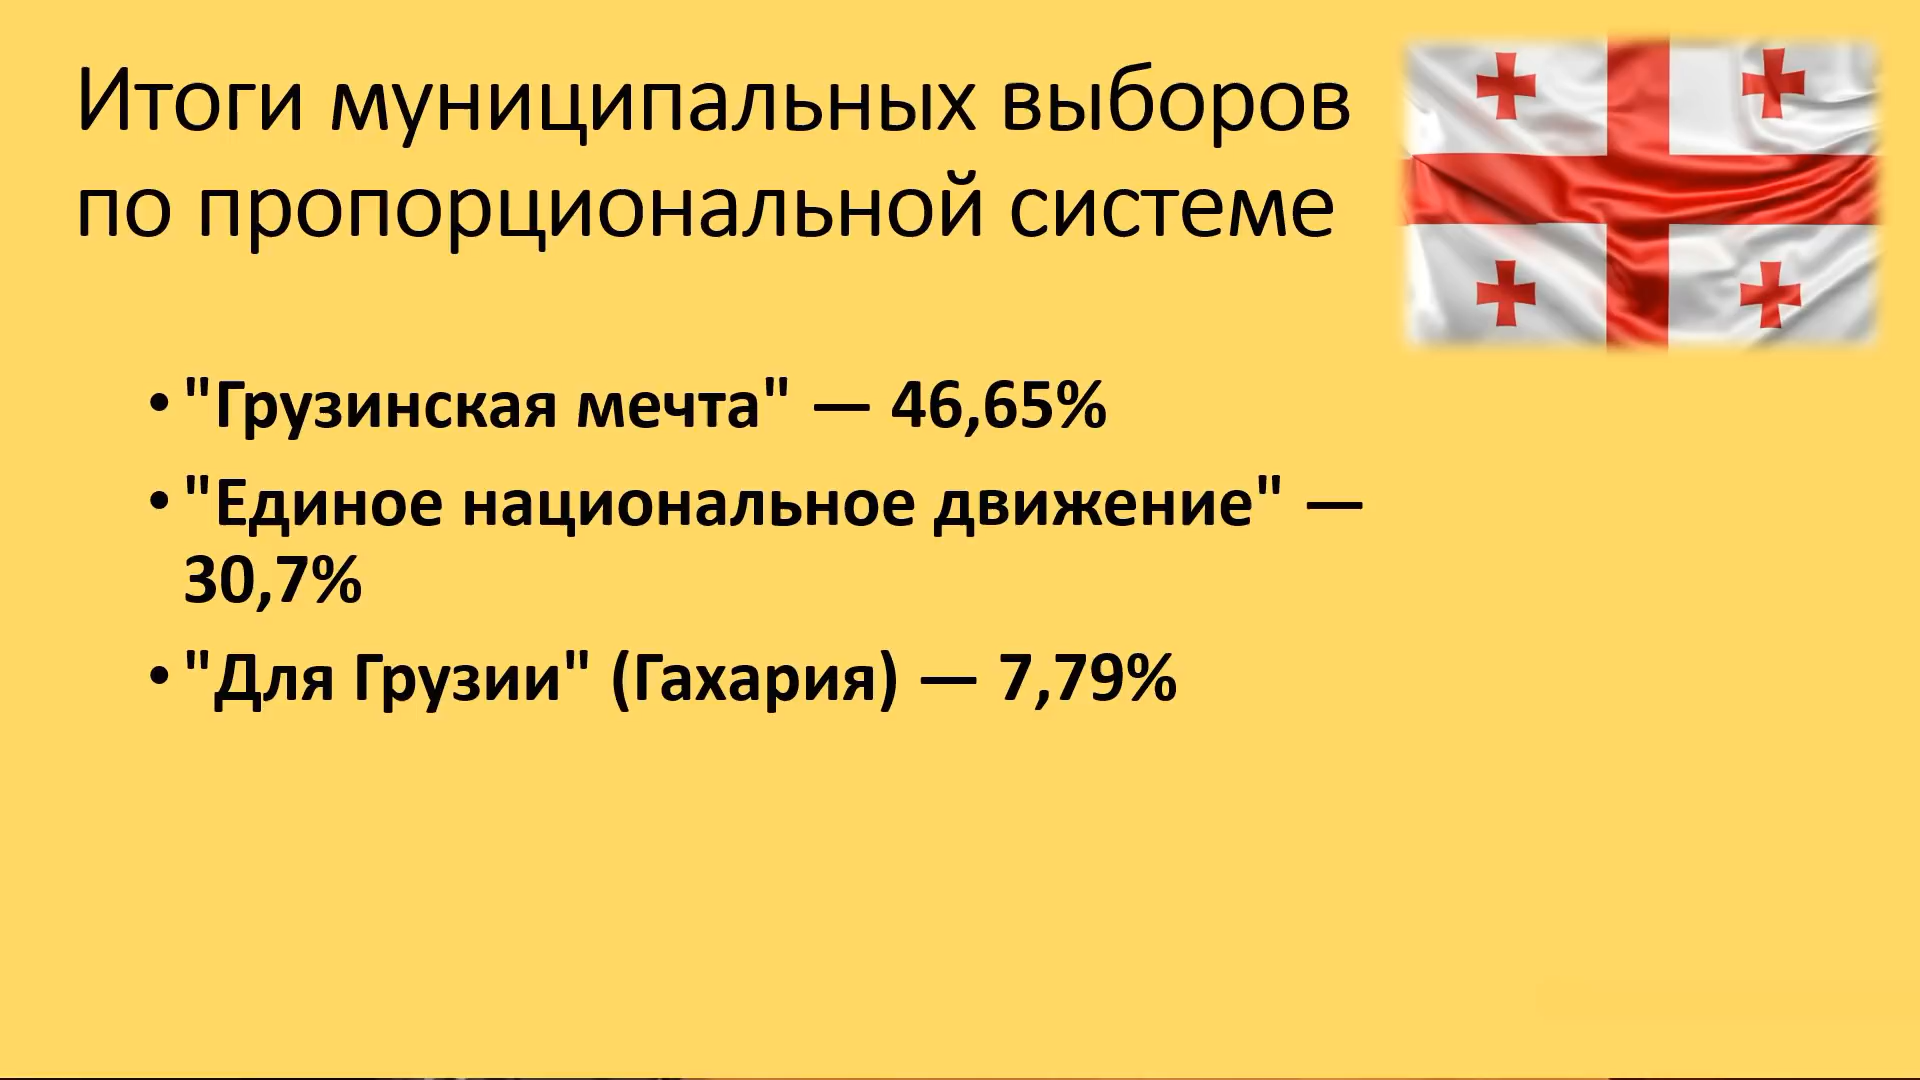 Итоги муниципальных выборов
по пропорциональной системе
• "Грузинская мечта" — 46,65%
• "Единое национальное движение" —
30,7%
• "Для Грузии" (Гахария) — 7,79%